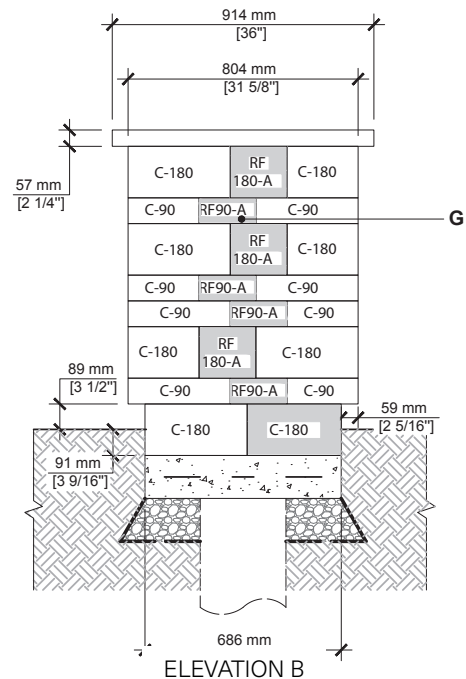 914 mm
[36"]
804 mm
[31 5/8"]
57 mm
[2 1/4"]
C-180 RF 180-A C-180
C-90 RF90-A C-90
G
C-180 RF 180-A C-180
C-90 RF90-A C-90
C-90 RF90-A C-90
C-180 RF 180-A C-180
C-90 RF90-A C-90
89 mm
[3 1/2"]
59 mm
[2 5/16"]
C-180 C-180
91 mm
[3 9/16"]
686 mm
ELEVATION B